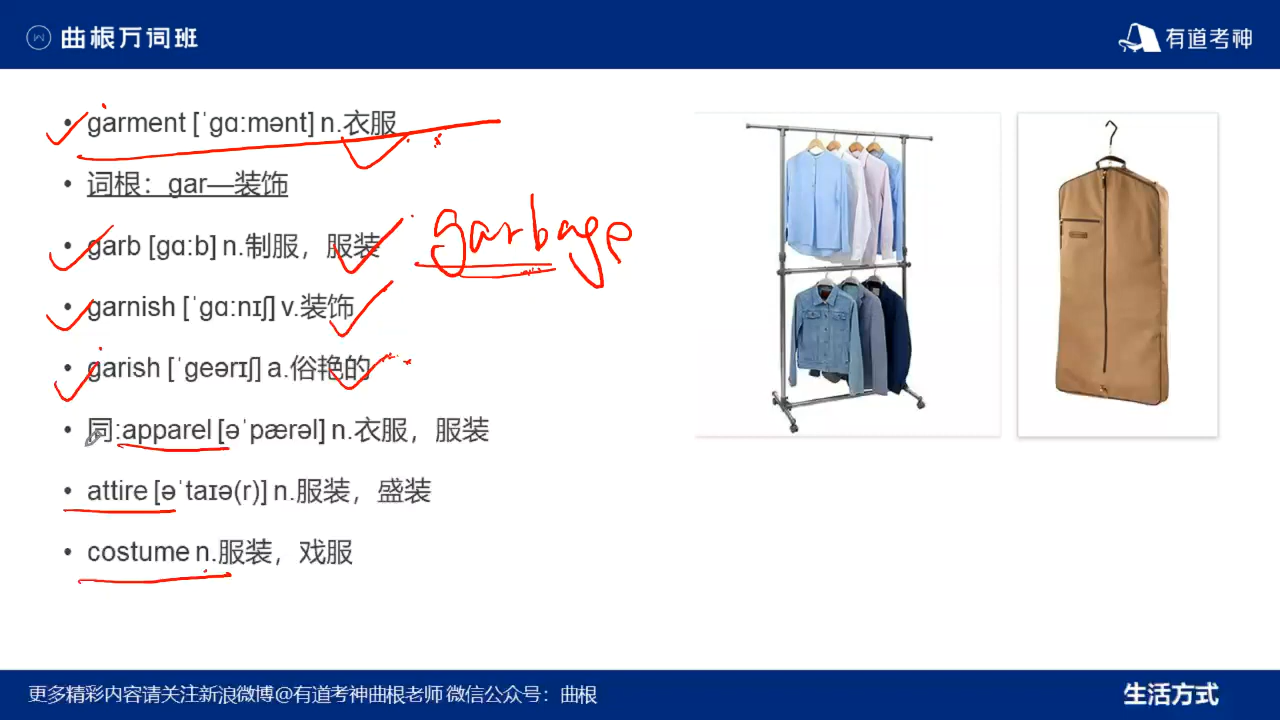 曲根万词班
有道考神
garment [ˈgɑːmənt] n.衣服
词根：gar—装饰
garb [gɑːb] n.制服，服装
garbage
garnish [ˈgɑːnɪʃ] v.装饰
garish [ˈgeərɪʃ] a.俗艳的
同:apparel [əˈpærəl] n.衣服，服装
attire [əˈtaɪə(r)] n.服装，盛装
costume n.服装，戏服
更多精彩内容请关注新浪微博@有道考神曲根老师 微信公众号：曲根
生活方式